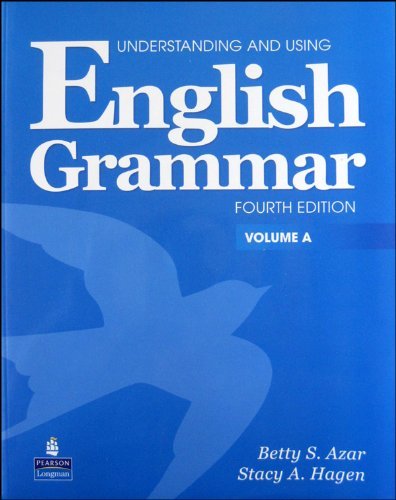 UNDERSTANDING AND USING
English
Grammar
FOURTH EDITION
VOLUME A
Betty S. Azar
Stacy A. Hagen
PEARSON
Longman